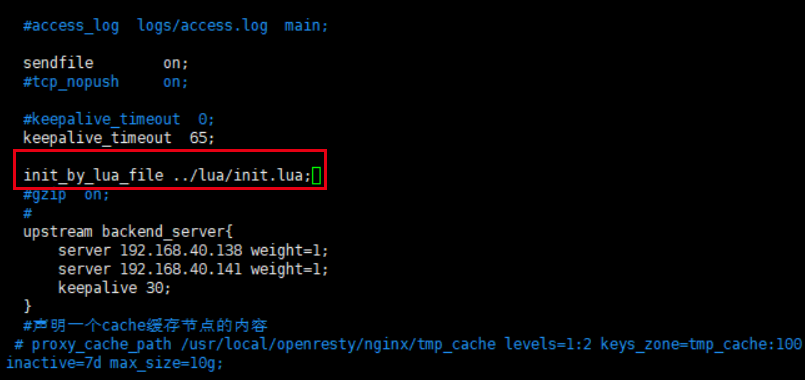 #access_log  logs/access.log  main;
sendfile        on;
#tcp_nopush     on;
#keepalive_timeout  0;
keepalive_timeout  65;
init_by_lua_file ../lua/init.lua;
#gzip  on;
#
upstream backend_server{
server 192.168.40.138 weight=1;
server 192.168.40.141 weight=1;
keepalive 30;
}
#声明一个cache缓存节点的内容
# proxy_cache_path /usr/local/openresty/nginx/tmp_cache levels=1:2 keys_zone=tmp_cache:100
inactive=7d max_size=10g;